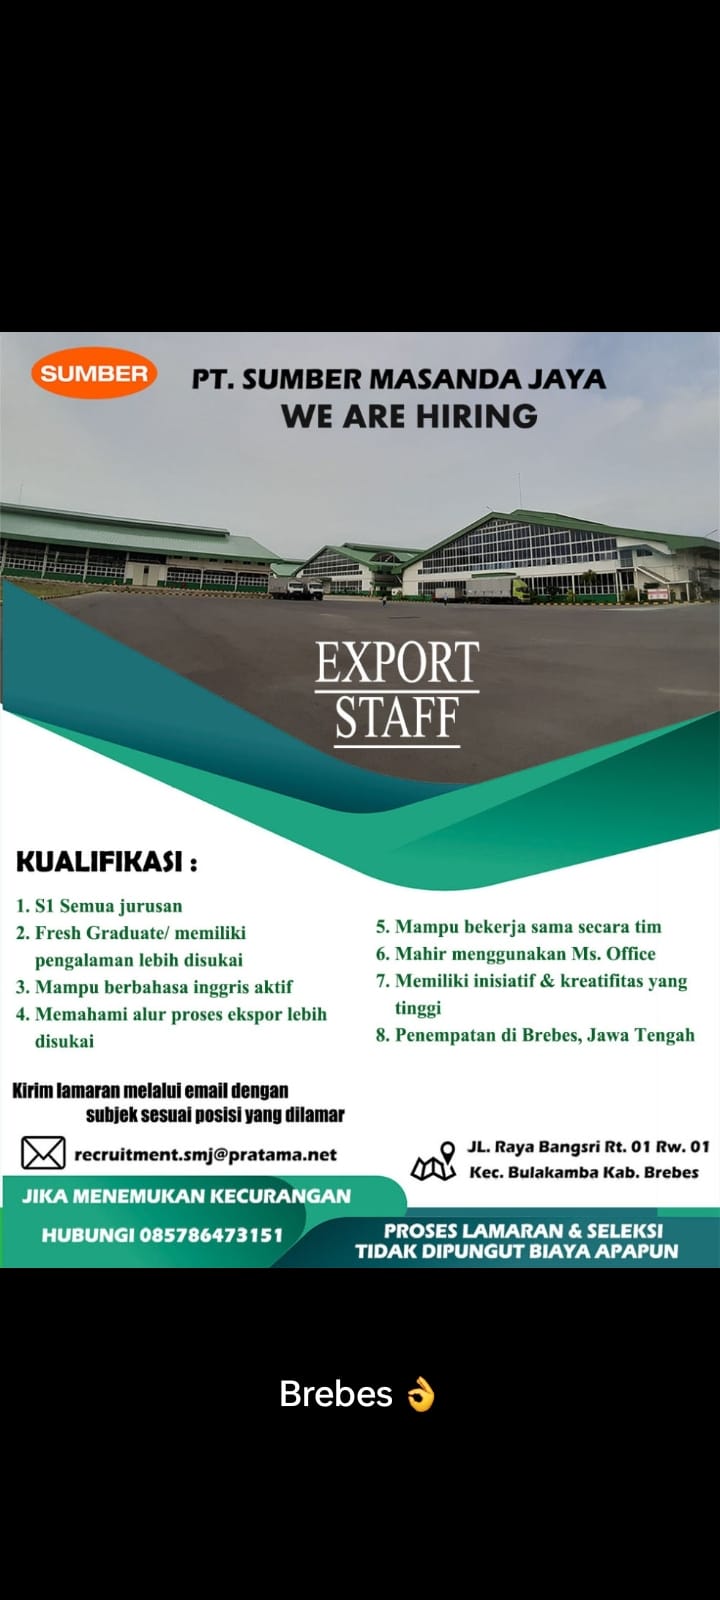 SUMBER
PT. SUMBER MASANDA JAYA
WE ARE HIRING
EXPORT
STAFF
KUALIFIKASI :
1. S1 Semua jurusan
2. Fresh Graduate/ memiliki
pengalaman lebih disukai
3. Mampu berbahasa inggris aktif
4. Memahami alur proses ekspor lebih
disukai
5. Mampu bekerja sama secara tim
6. Mahir menggunakan Ms. Office
7. Memiliki inisiatif & kreatifitas yang
tinggi
8. Penempatan di Brebes, Jawa Tengah
Kirim lamaran melalui email dengan
subjek sesuai posisi yang dilamar
recruitment.smj@pratama.net
JL. Raya Bangsri Rt. 01 Rw. 01
Kec. Bulakamba Kab. Brebes
JIKA MENEMUKAN KECURANGAN
HUBUNGI 085786473151
PROSES LAMARAN & SELEKSI
TIDAK DIPUNGUT BIAYA APAPUN
Brebes 👌